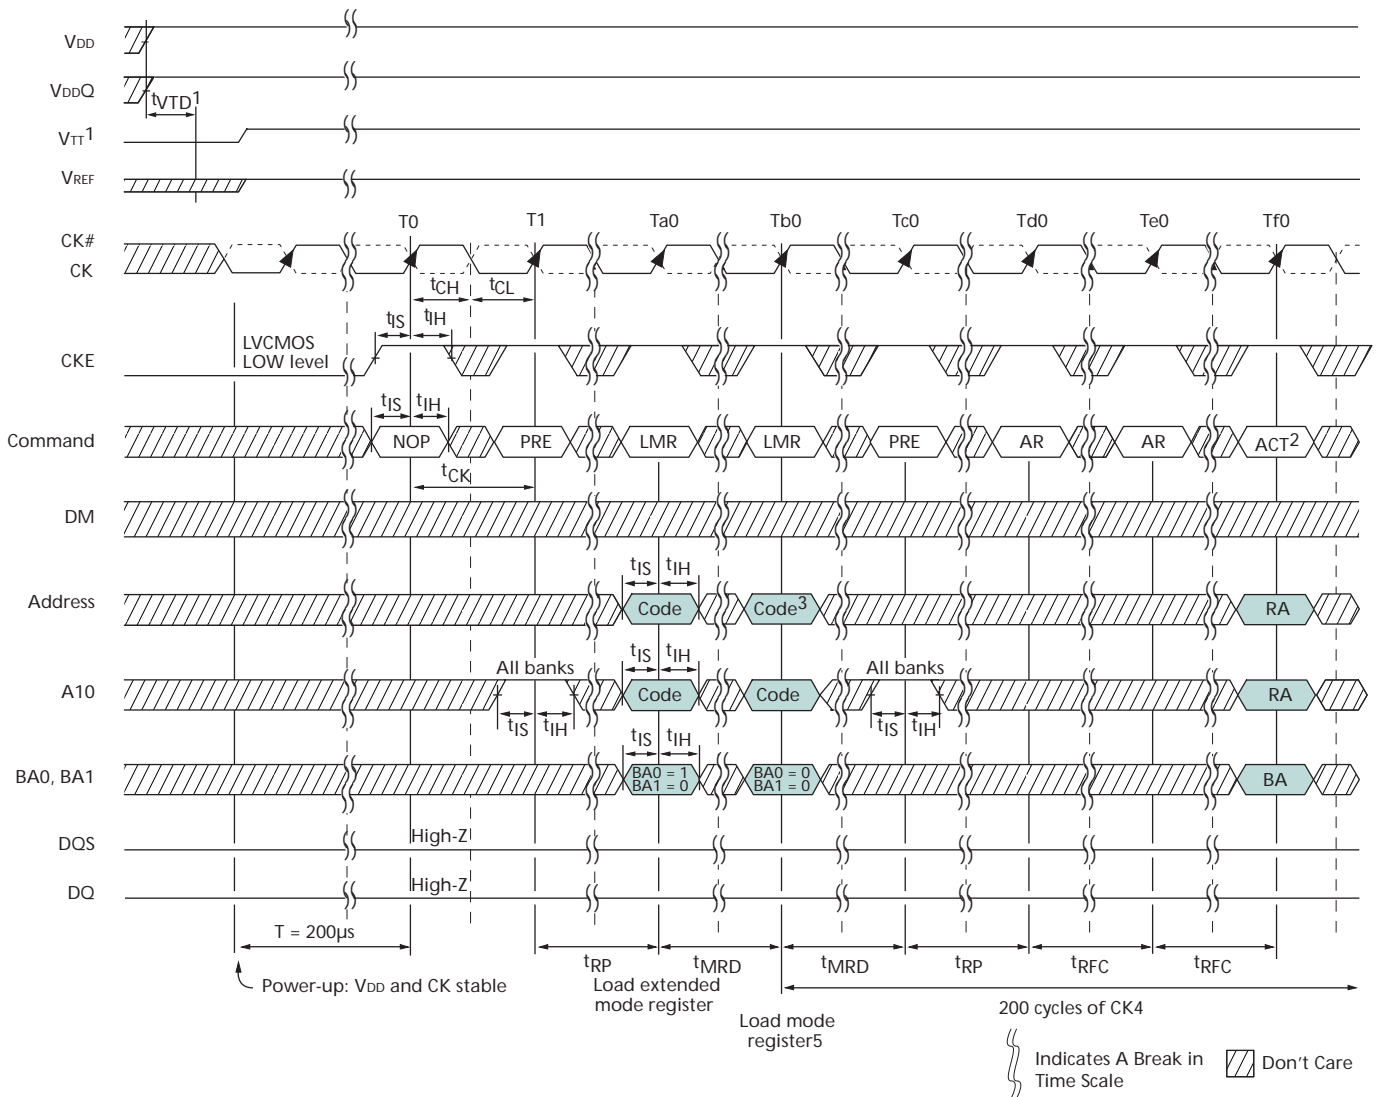 VDD
VDDQ
tVTD1
VTT1
VREF
T0 T1 Ta0 Tb0 Tc0 Td0 Te0 Tf0
CK#
CK
tCH tCL
tIS tIH
LVCMOS
LOW level
CKE
tIS tIH
Command NOP PRE LMR LMR PRE AR AR ACT2
tCK
DM
tIS tIH
Address Code Code3 RA
All banks tIS tIH All banks
A10 Code Code RA
tIS tIH tIS tIH
tIS tIH
BA0, BA1 BA0 = 1 BA0 = 0 BA
BA1 = 0 BA1 = 0
DQS High-Z
DQ High-Z
T = 200µs
tRP tMRD tMRD tRP tRFC tRFC
Power-up: VDD and CK stable
Load extended
mode register
200 cycles of CK4
Load mode
register5
Indicates A Break in
Time Scale
Don't Care